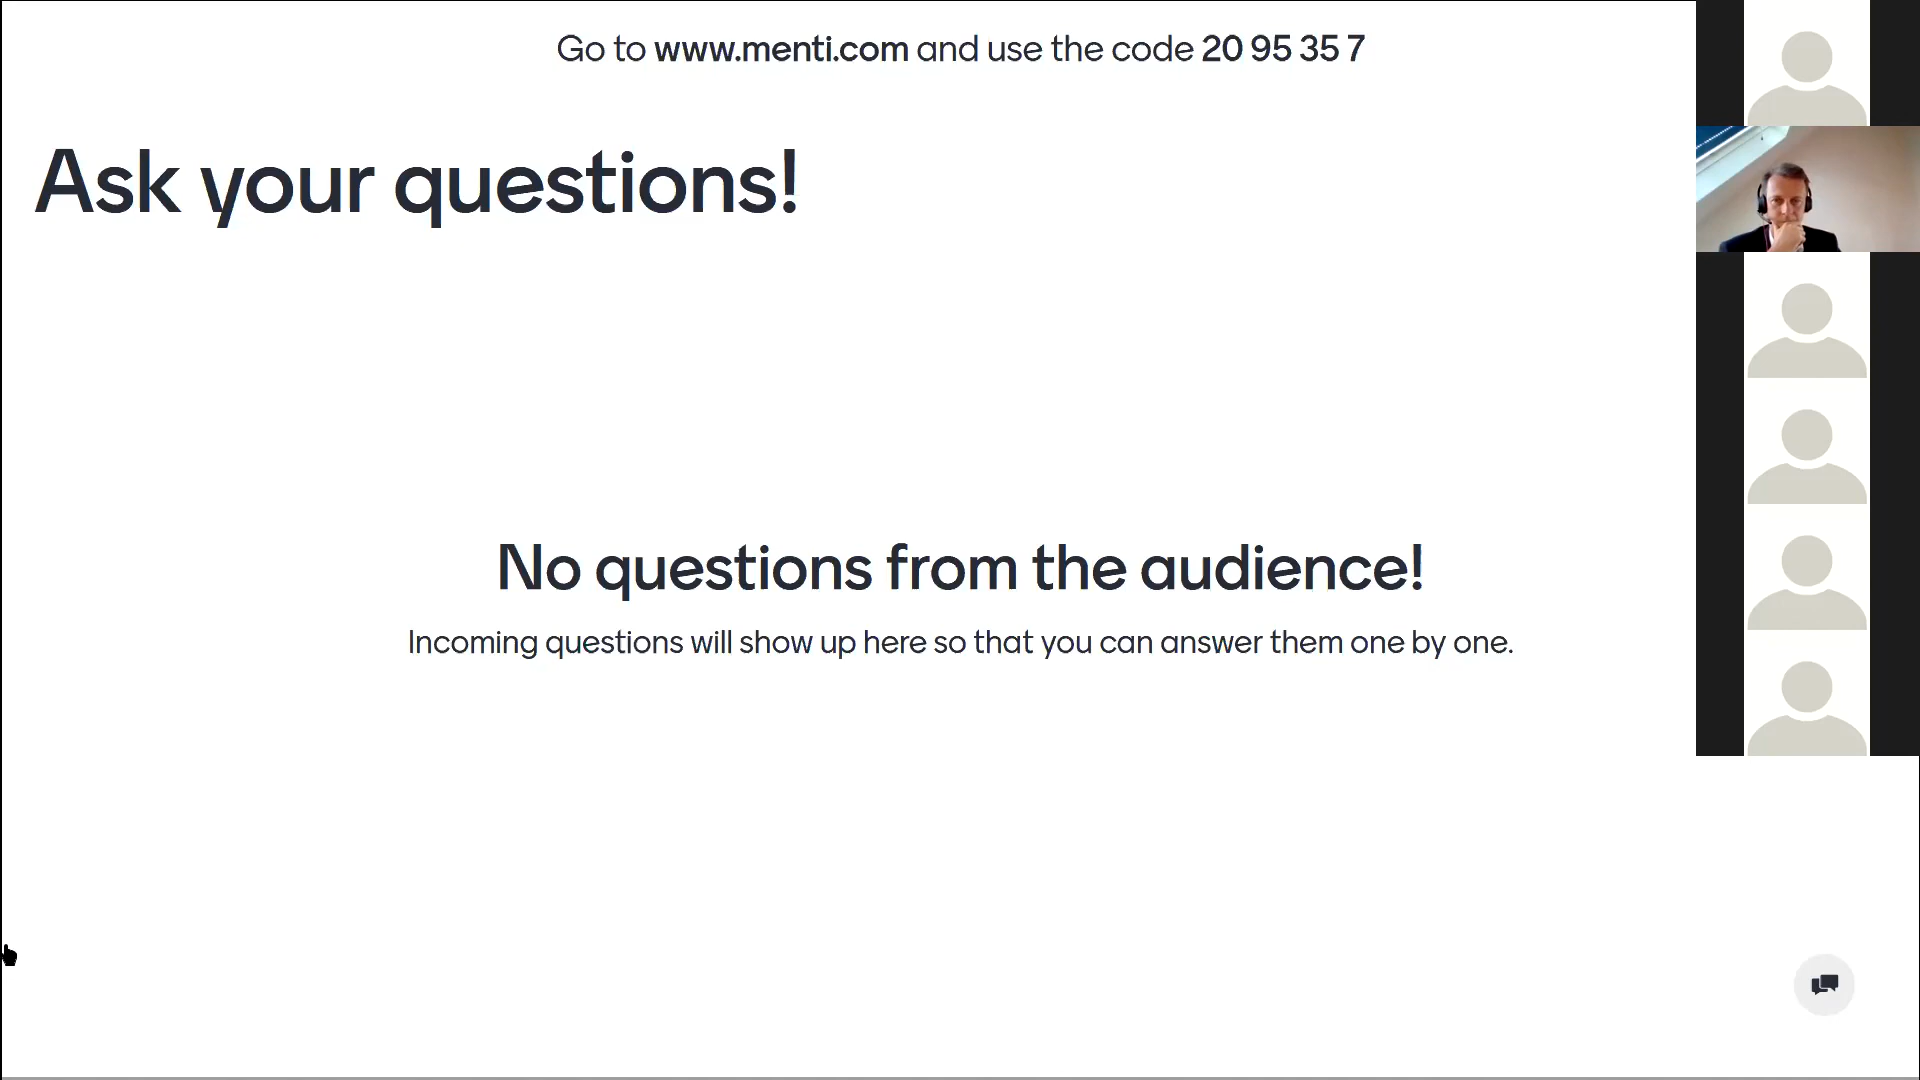 Go to www.menti.com and use the code 20 95 35 7
Ask your questions!
No questions from the audience!
Incoming questions will show up here so that you can answer them one by one.